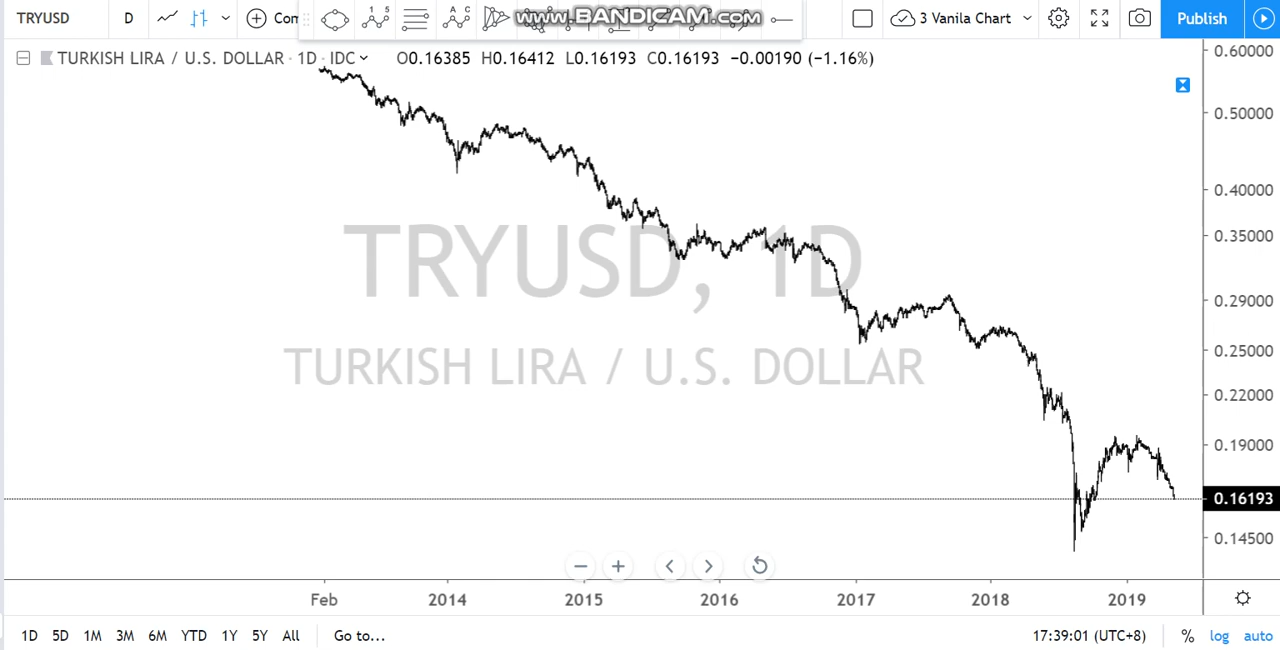 TRYUSD D Com 1 5 A C www.BANDICAM.com 3 Vanila Chart Publish
TURKISH LIRA / U.S. DOLLAR · 1D · IDC O0.16385 H0.16412 L0.16193 C0.16193 −0.00190 (−1.16%)
TRYUSD, 1D
TURKISH LIRA / U.S. DOLLAR
0.60000
0.50000
0.40000
0.35000
0.29000
0.25000
0.22000
0.19000
0.16193
0.14500
Feb 2014 2015 2016 2017 2018 2019
1D 5D 1M 3M 6M YTD 1Y 5Y All Go to... 17:39:01 (UTC+8) % log auto